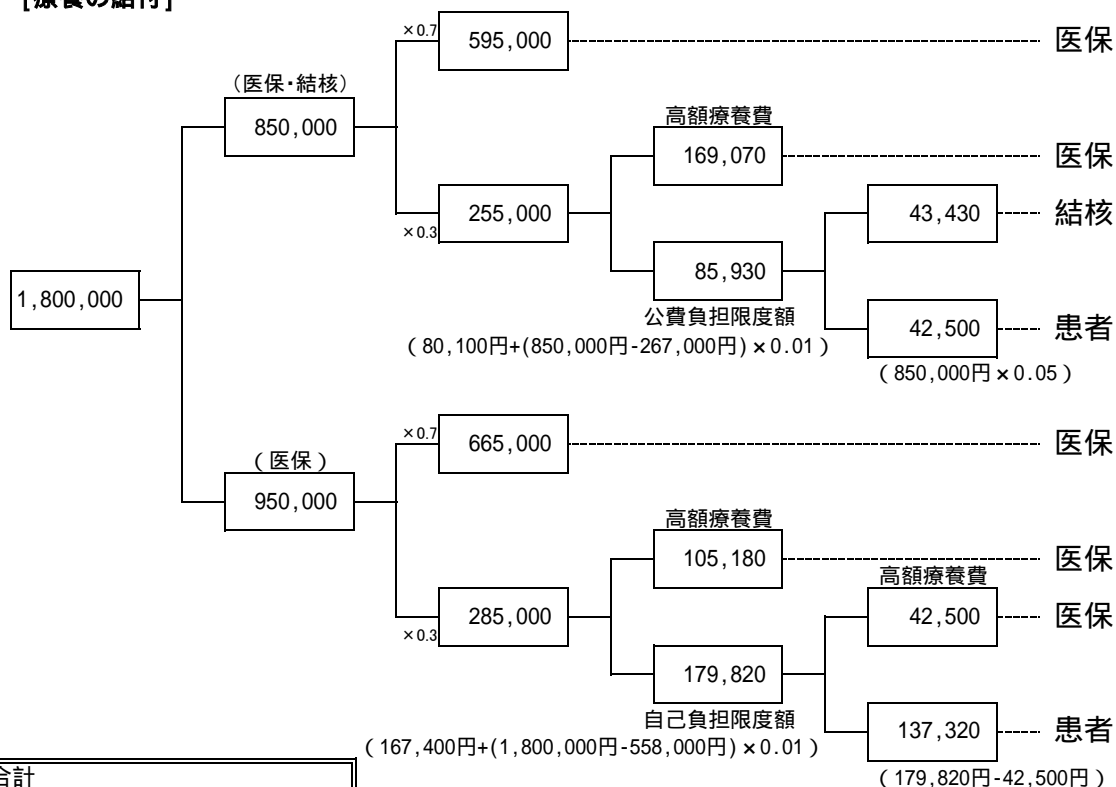 [療養の給付]
×0.7
595,000
医保
(医保・結核)
850,000
高額療養費
169,070
医保
255,000
×0.3
43,430
結核
85,930
1,800,000
公費負担限度額
(80,100円+(850,000円-267,000円)×0.01)
42,500
患者
(850,000円×0.05)
×0.7
665,000
医保
(医保)
950,000
高額療養費
105,180
医保
高額療養費
285,000
×0.3
42,500
医保
179,820
自己負担限度額
(167,400円+(1,800,000円-558,000円)×0.01)
137,320
患者
(179,820円-42,500円)
合計